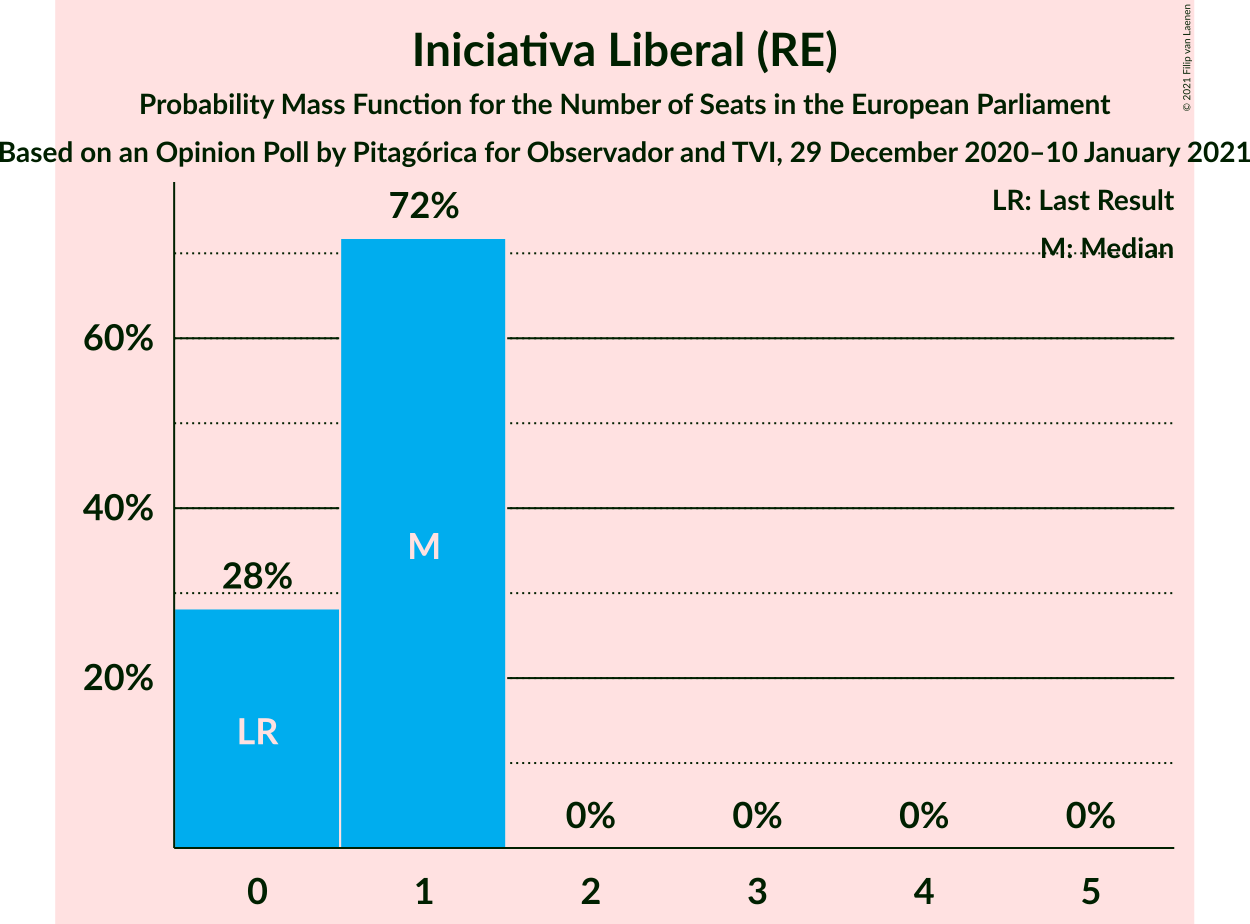 Iniciativa Liberal (RE)
Probability Mass Function for the Number of Seats in the European Parliament
Based on an Opinion Poll by Pitagórica for Observador and TVI, 29 December 2020–10 January 2021
© 2021 Filip van Laenen
LR: Last Result
M: Median
72%
60%
40%
M
28%
20%
LR
0% 0% 0% 0%
0 1 2 3 4 5